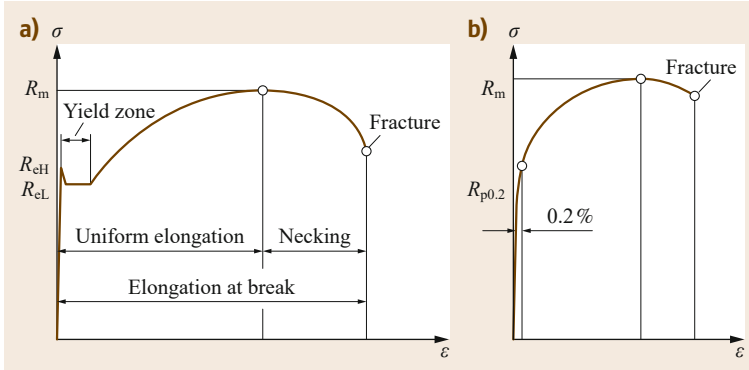 a)
σ
R_m
Yield zone
Fracture
R_eH
R_eL
Uniform elongation
Necking
Elongation at break
ε
b)
σ
R_m
Fracture
R_p0.2
0.2 %
ε